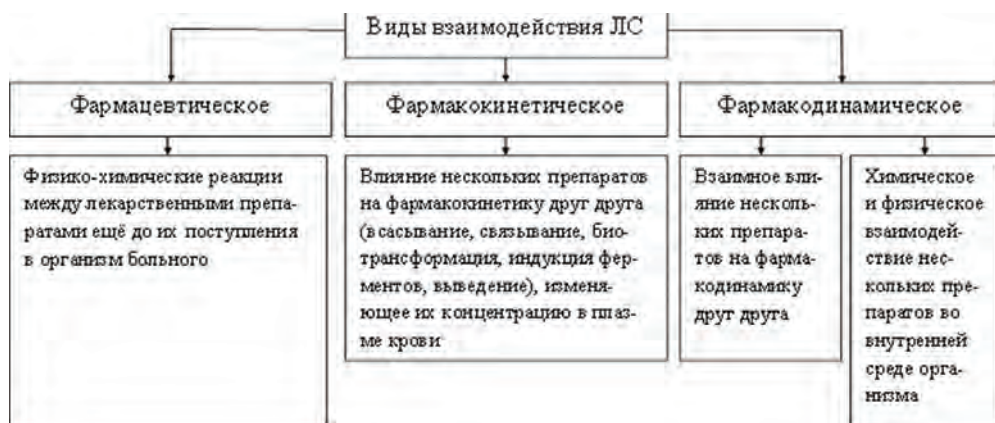 Виды взаимодействия ЛС
Фармацевтическое
Фармакокинетическое
Фармакодинамическое
Физико-химические реакции
между лекарственными препа-
ратами ещё до их поступления
в организм больного
Влияние нескольких препаратов
на фармакокинетику друг друга
(всасывание, связывание, био-
трансформация, индукция фер-
ментов, выведение), изменя-
ющее их концентрацию в плаз-
ме крови
Взаимное вли-
яние несколь-
ких препара-
тов на фарма-
кодинамику
друг друга
Химическое
и физическое
взаимодей-
ствие нес-
кольких пре-
паратов во
внутренней
среде орга-
низма